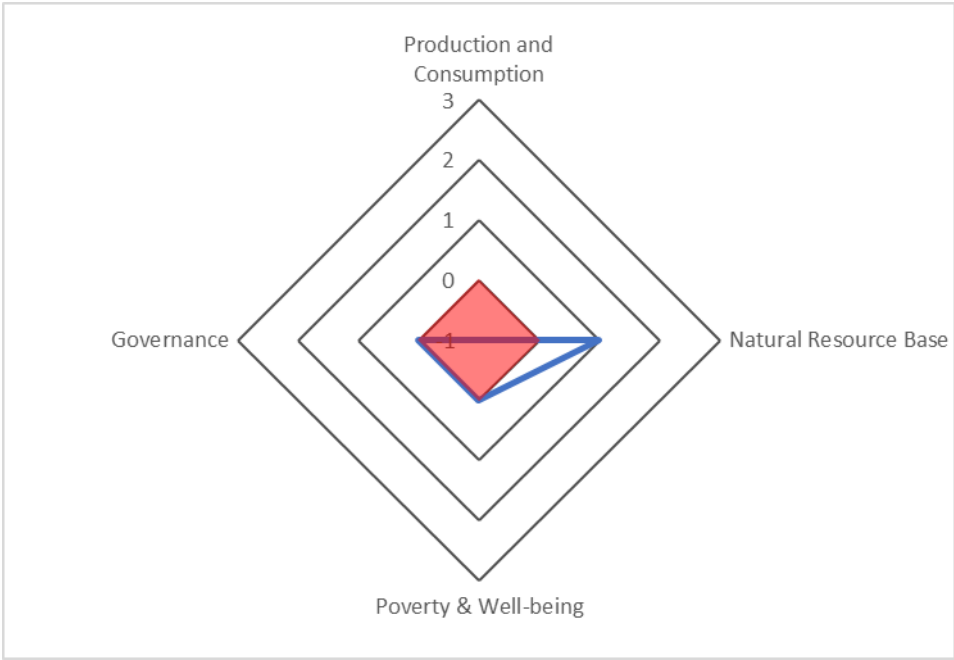 Production and
Consumption
3
2
1
0
Governance
-1
Natural Resource Base
Poverty & Well-being